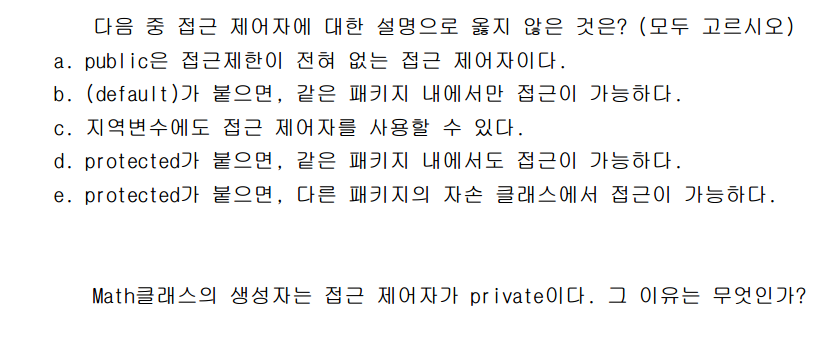 다음 중 접근 제어자에 대한 설명으로 옳지 않은 것은? (모두 고르시오)
a. public은 접근제한이 전혀 없는 접근 제어자이다.
b. (default)가 붙으면, 같은 패키지 내에서만 접근이 가능하다.
c. 지역변수에도 접근 제어자를 사용할 수 있다.
d. protected가 붙으면, 같은 패키지 내에서도 접근이 가능하다.
e. protected가 붙으면, 다른 패키지의 자손 클래스에서 접근이 가능하다.
Math클래스의 생성자는 접근 제어자가 private이다. 그 이유는 무엇인가?